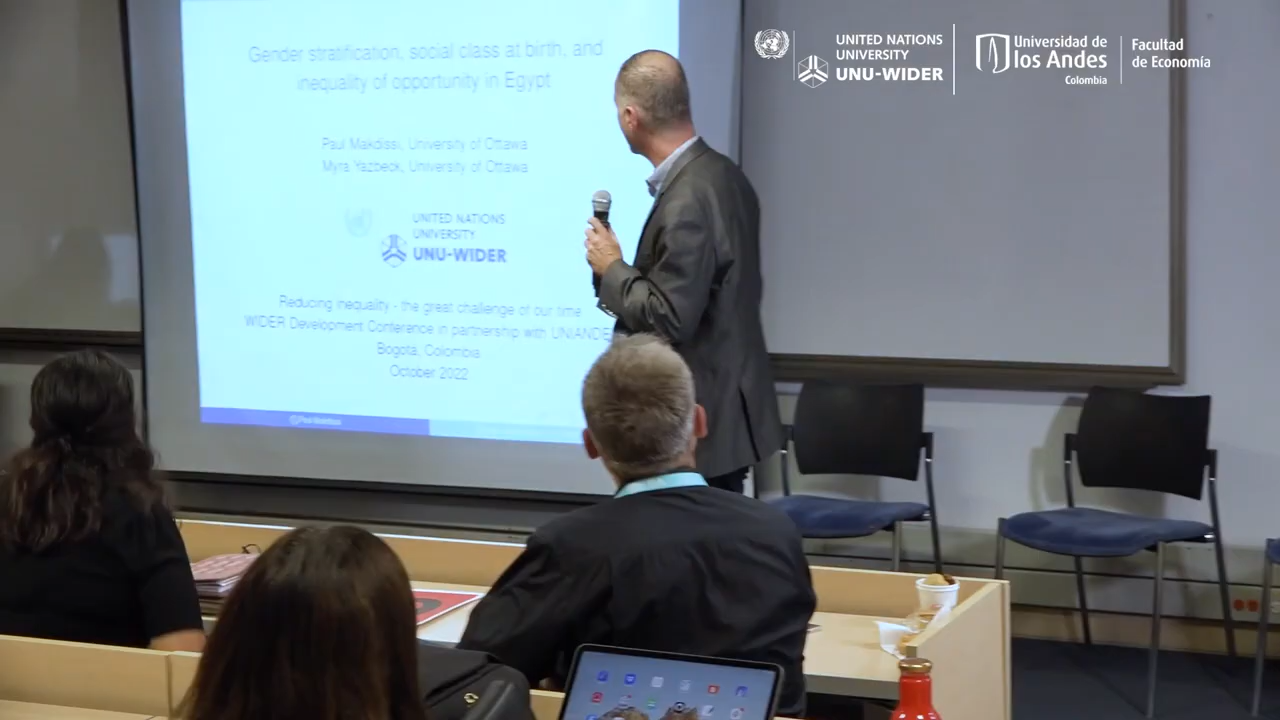 Gender stratification, social class at birth, and
inequality of opportunity in Egypt
Paul Makdissi, University of Ottawa
Myra Yazbeck, University of Ottawa
UNITED NATIONS
UNIVERSITY
UNU-WIDER
Reducing inequality - the great challenge of our time
WIDER Development Conference in partnership with UNIANDE
Bogota, Colombia
October 2022
Paul Makdissi
UNITED NATIONS
UNIVERSITY
UNU-WIDER
Universidad de
los Andes
Colombia
Facultad
de Economía